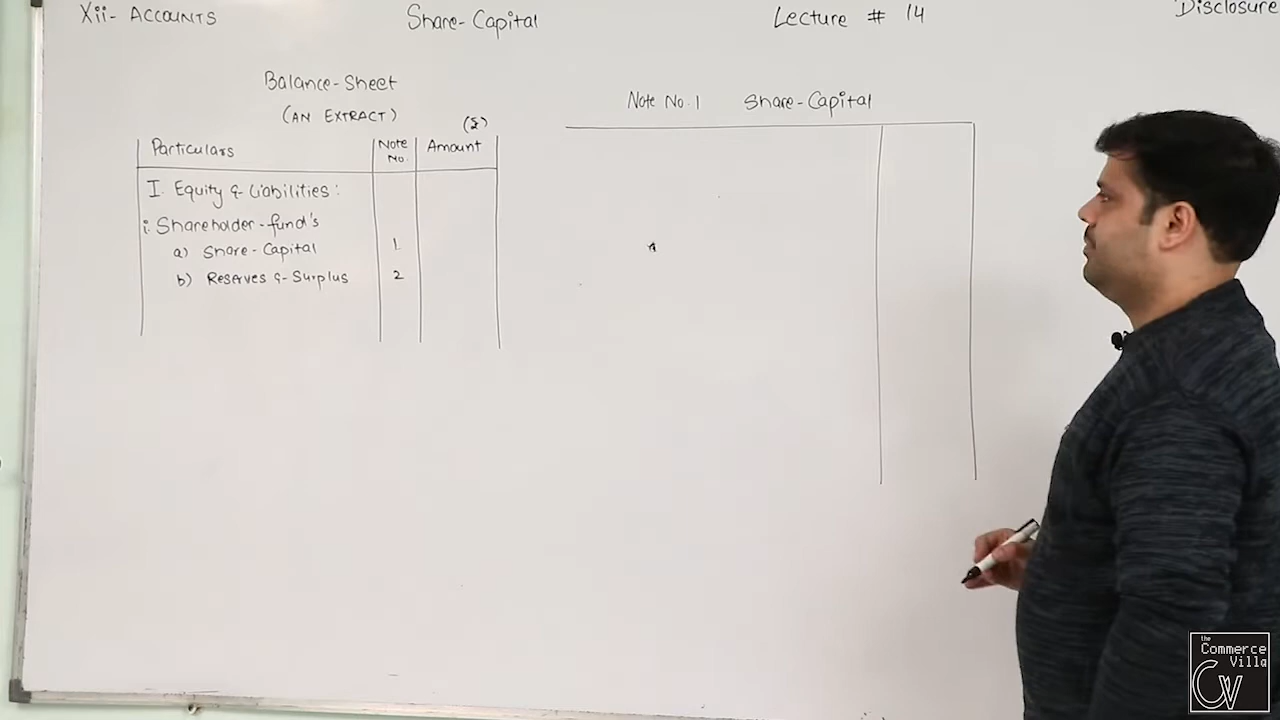 Xii- ACCOUNTS Share-Capital Lecture # 14 Disclosure
Balance-Sheet
(AN EXTRACT)
(₹)
Particulars Note No. Amount
I. Equity & Liabilities:
i. Shareholder-fund's
a) Share-Capital 1.
b) Reserves & Surplus 2
Note No. 1 Share-Capital
the
Commerce
Villa
CV